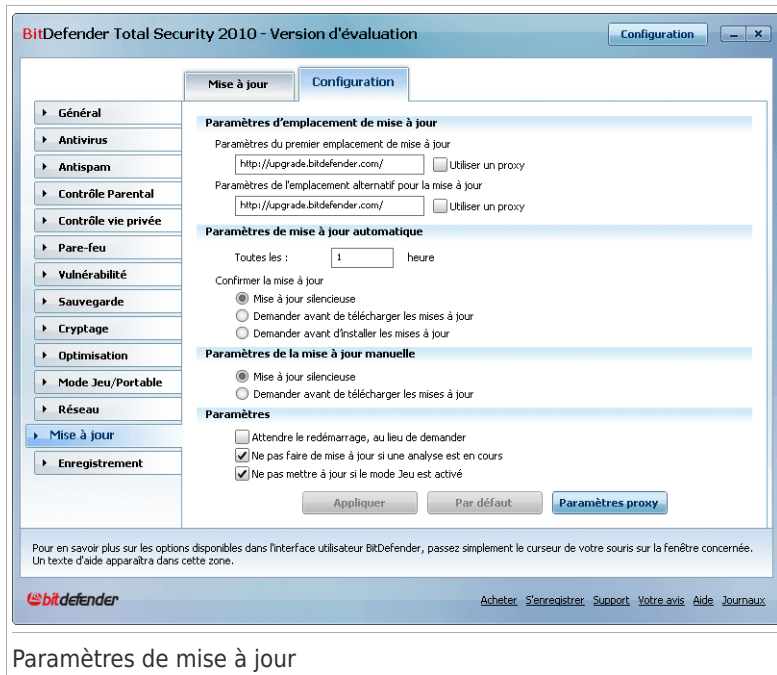 BitDefender Total Security 2010 - Version d'évaluation
Configuration
Mise à jour
Configuration
Général
Antivirus
Antispam
Contrôle Parental
Contrôle vie privée
Pare-feu
Vulnérabilité
Sauvegarde
Cryptage
Optimisation
Mode Jeu/Portable
Réseau
Mise à jour
Enregistrement
Paramètres d'emplacement de mise à jour
Paramètres du premier emplacement de mise à jour
http://upgrade.bitdefender.com/ Utiliser un proxy
Paramètres de l'emplacement alternatif pour la mise à jour
http://upgrade.bitdefender.com/ Utiliser un proxy
Paramètres de mise à jour automatique
Toutes les : 1 heure
Confirmer la mise à jour
Mise à jour silencieuse
Demander avant de télécharger les mises à jour
Demander avant d'installer les mises à jour
Paramètres de la mise à jour manuelle
Mise à jour silencieuse
Demander avant de télécharger les mises à jour
Paramètres
Attendre le redémarrage, au lieu de demander
Ne pas faire de mise à jour si une analyse est en cours
Ne pas mettre à jour si le mode Jeu est activé
Appliquer Par défaut Paramètres proxy
Pour en savoir plus sur les options disponibles dans l'interface utilisateur BitDefender, passez simplement le curseur de votre souris sur la fenêtre concernée.
Un texte d'aide apparaîtra dans cette zone.
bitdefender
Acheter S'enregistrer Support Votre avis Aide Journaux
Paramètres de mise à jour